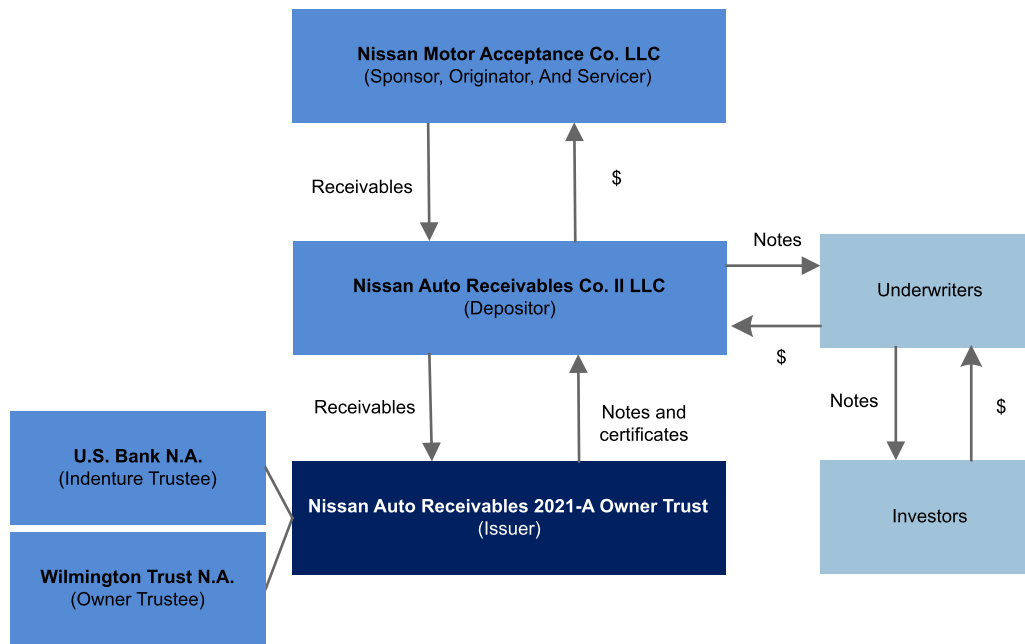 Nissan Motor Acceptance Co. LLC
(Sponsor, Originator, And Servicer)
Receivables
$
Nissan Auto Receivables Co. II LLC
(Depositor)
Notes
$
Underwriters
Receivables
Notes and
certificates
Notes
$
U.S. Bank N.A.
(Indenture Trustee)
Nissan Auto Receivables 2021-A Owner Trust
(Issuer)
Investors
Wilmington Trust N.A.
(Owner Trustee)